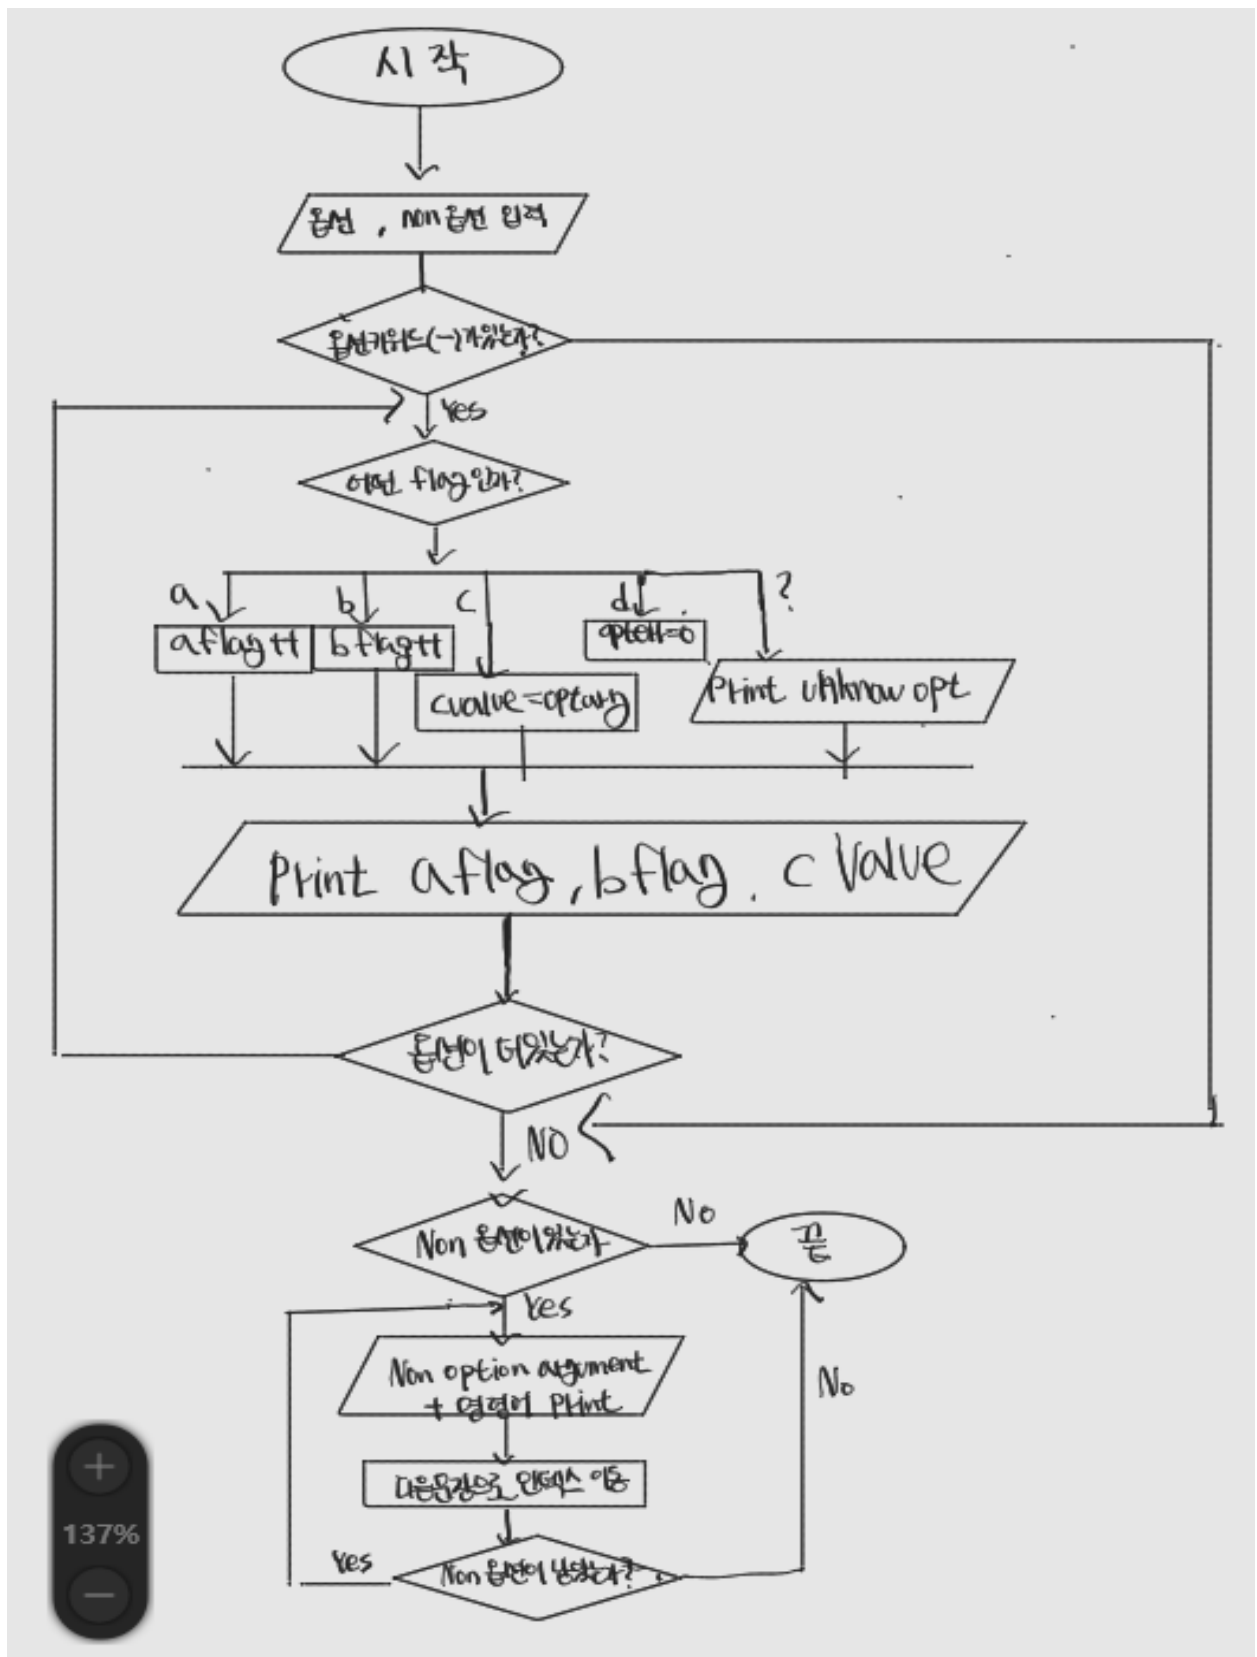 시작
옵션, non옵션 입력
옵션키워드(-)가있는가?
Yes
어떤 flag인가?
a
b
c
d
?
aflag++
bflag++
cvalue=optarg
opterr=0
Print unknow opt
Print aflag, bflag. c Value
옵션이 더있는가?
NO
Non 옵션이있는가
No
끝
Yes
Non option argument
+ 명령어 Print
다음문장으로 인덱스 이동
No
Non 옵션이 남았는가?
Yes
137%